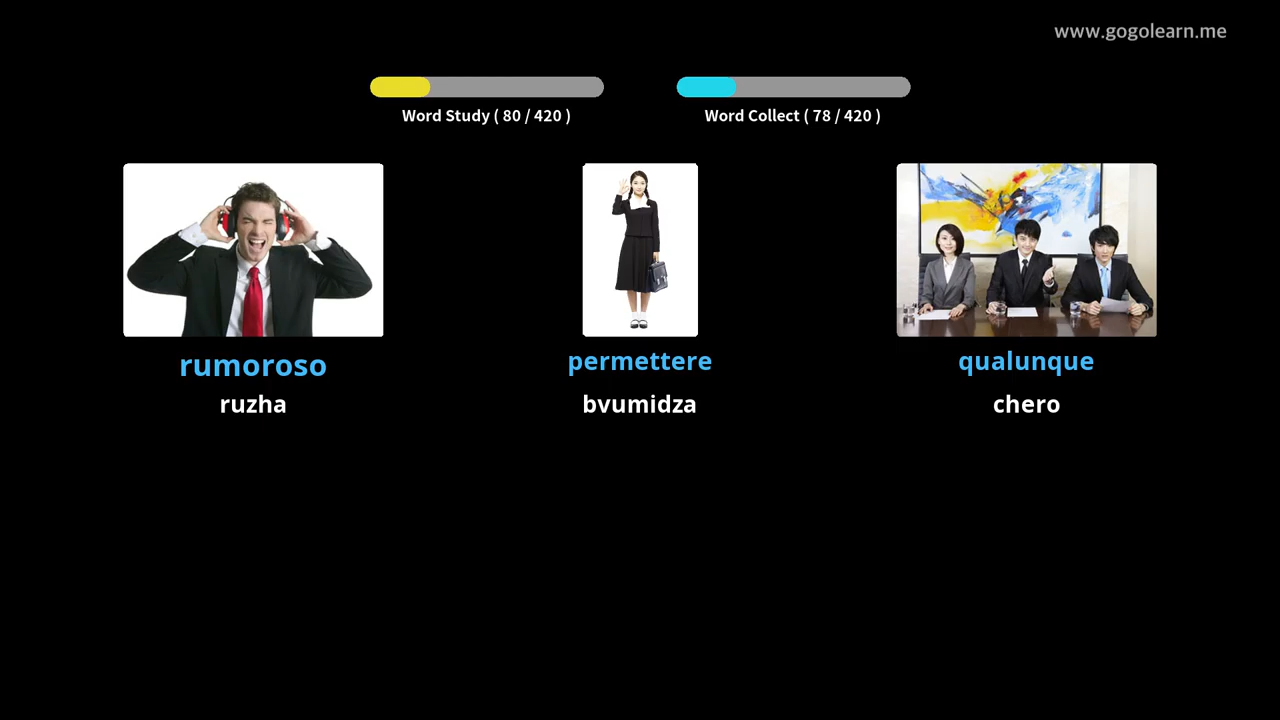 www.gogolearn.me
Word Study ( 80 / 420 )
Word Collect ( 78 / 420 )
rumoroso
permettere
qualunque
ruzha
bvumidza
chero